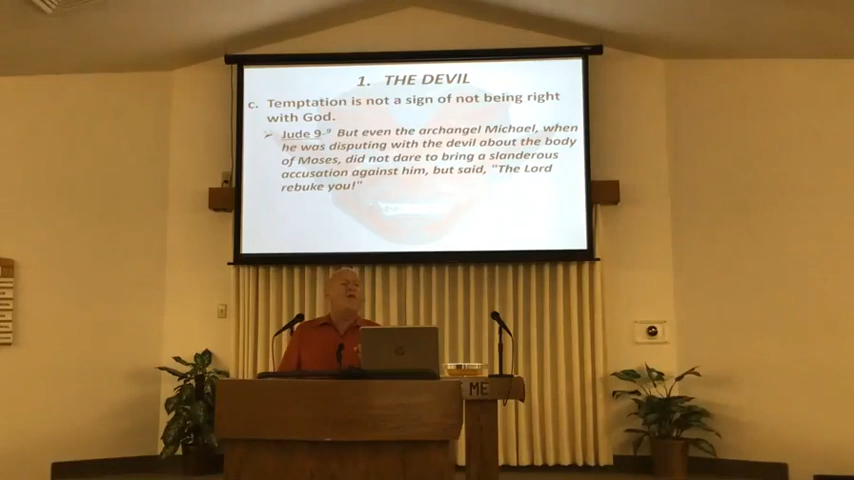 1. THE DEVIL
c. Temptation is not a sign of not being right
with God.
➢ Jude 9-⁹ But even the archangel Michael, when
he was disputing with the devil about the body
of Moses, did not dare to bring a slanderous
accusation against him, but said, "The Lord
rebuke you!"
ME